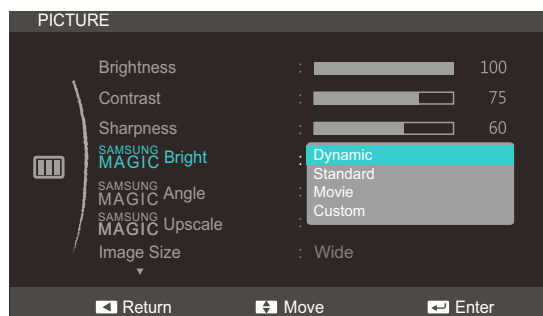 PICTURE
Brightness : 100
Contrast : 75
Sharpness : 60
SAMSUNG MAGIC Bright : Dynamic
Standard
SAMSUNG MAGIC Angle Movie
Custom
SAMSUNG MAGIC Upscale :
Image Size : Wide
Return Move Enter